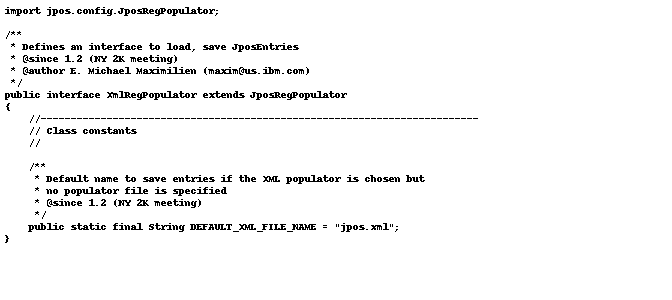 import jpos.config.JposRegPopulator;
/**
 * Defines an interface to load, save JposEntries
 * @since 1.2 (NY 2K meeting)
 * @author E. Michael Maximilien (maxim@us.ibm.com)
 */
public interface XmlRegPopulator extends JposRegPopulator
{
    //-------------------------------------------------------------------------
    // Class constants
    //
    /**
     * Default name to save entries if the XML populator is chosen but
     * no populator file is specified
     * @since 1.2 (NY 2K meeting)
     */
    public static final String DEFAULT_XML_FILE_NAME = "jpos.xml";
}